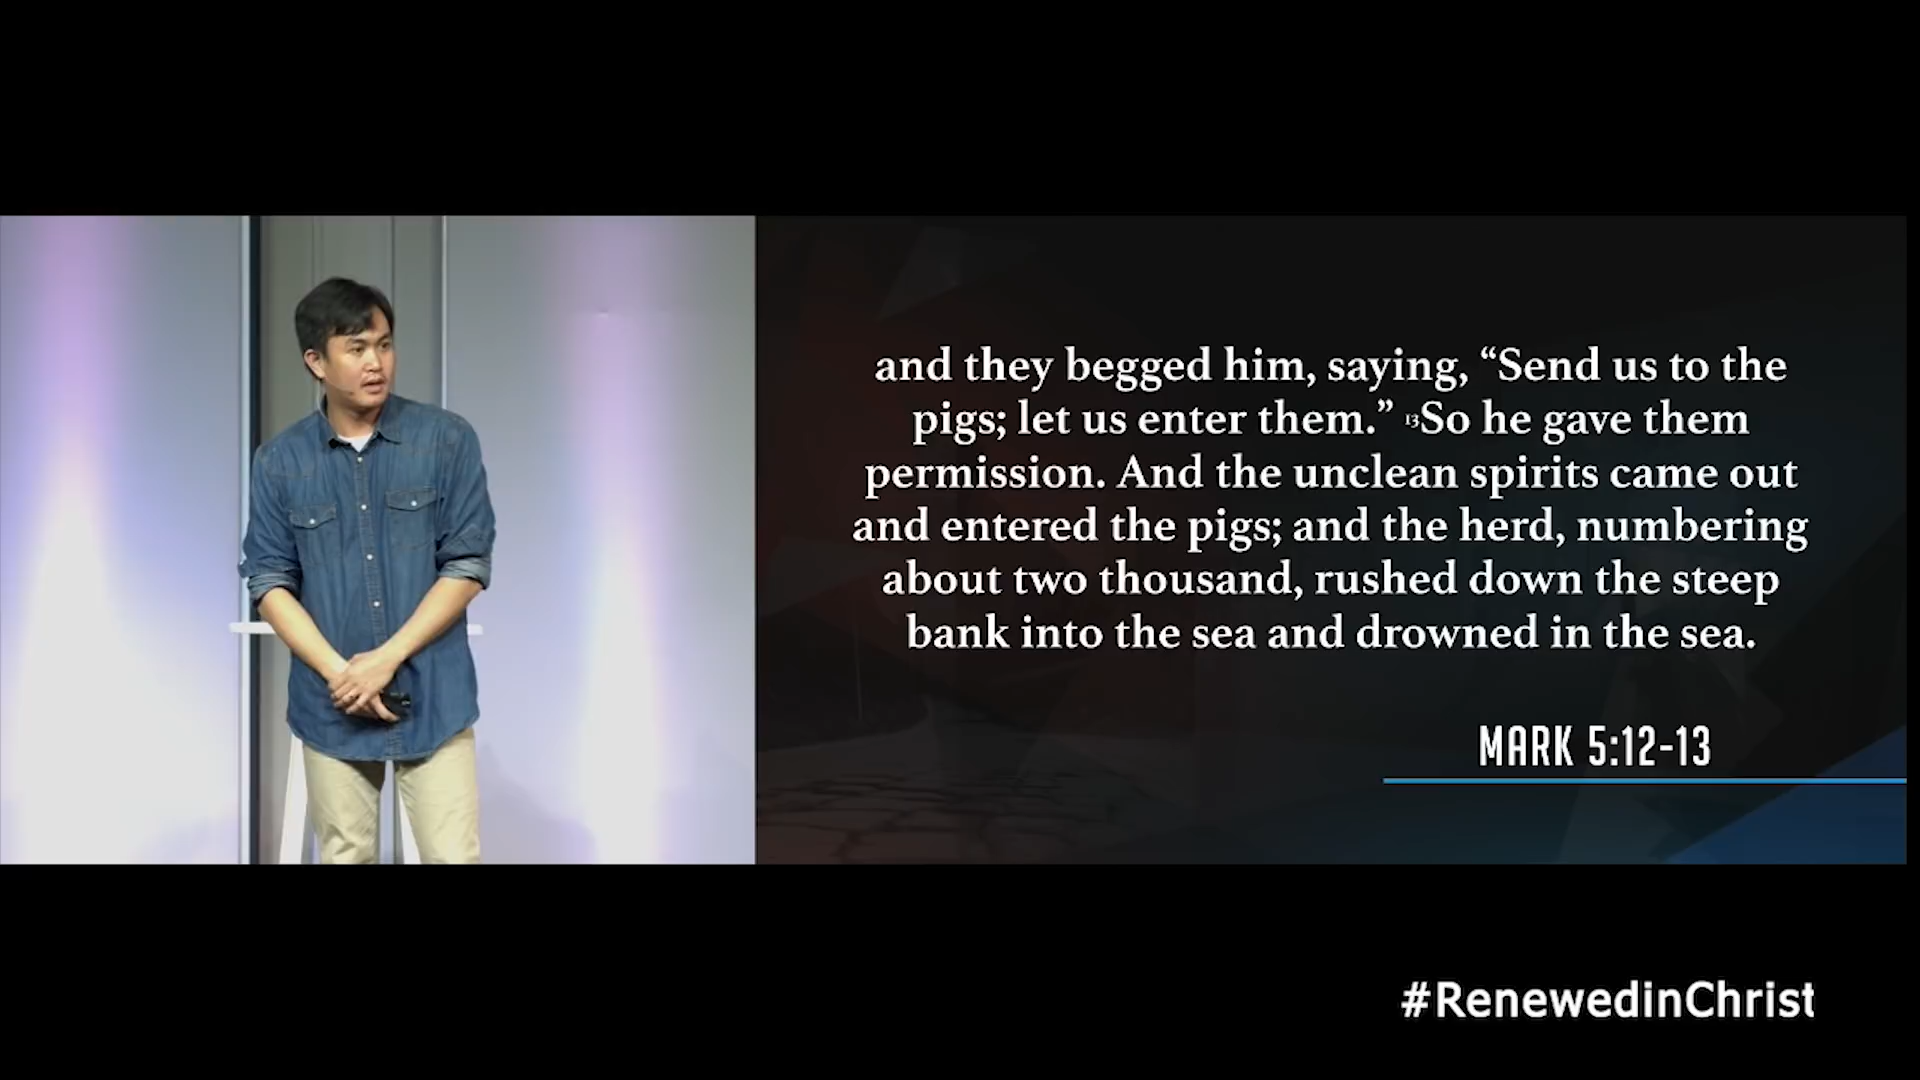 and they begged him, saying, “Send us to the
pigs; let us enter them.” 13So he gave them
permission. And the unclean spirits came out
and entered the pigs; and the herd, numbering
about two thousand, rushed down the steep
bank into the sea and drowned in the sea.
MARK 5:12-13
#RenewedinChrist